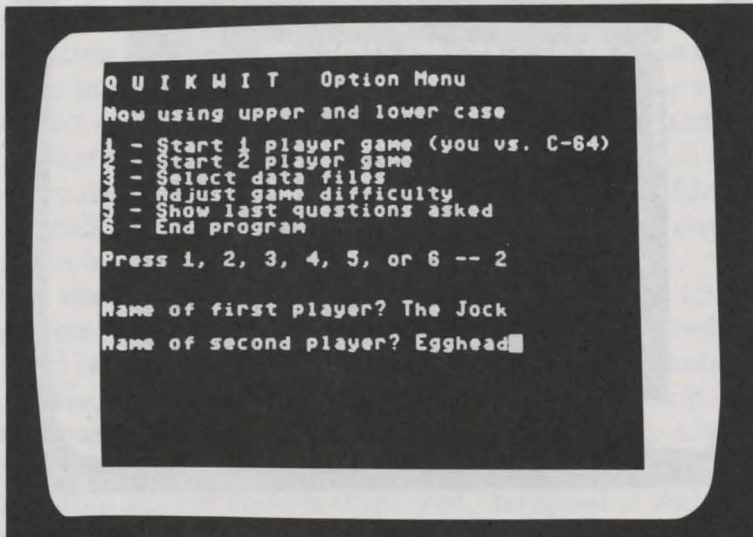 Q U I K W I T   Option Menu
Now using upper and lower case
1 - Start 1 player game (you vs. C-64)
2 - Start 2 player game
3 - Select data files
4 - Adjust game difficulty
5 - Show last questions asked
6 - End program
Press 1, 2, 3, 4, 5, or 6 -- 2
Name of first player? The Jock
Name of second player? Egghead